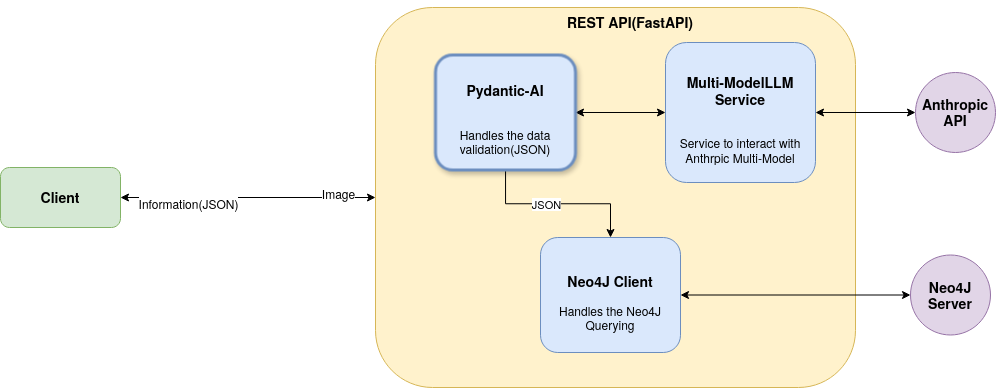 REST API(FastAPI)
Pydantic-AI
Handles the data
validation(JSON)
Multi-ModelLLM
Service
Service to interact with
Anthrpic Multi-Model
Anthropic
API
Client
Information(JSON)
Image
JSON
Neo4J Client
Handles the Neo4J
Querying
Neo4J
Server